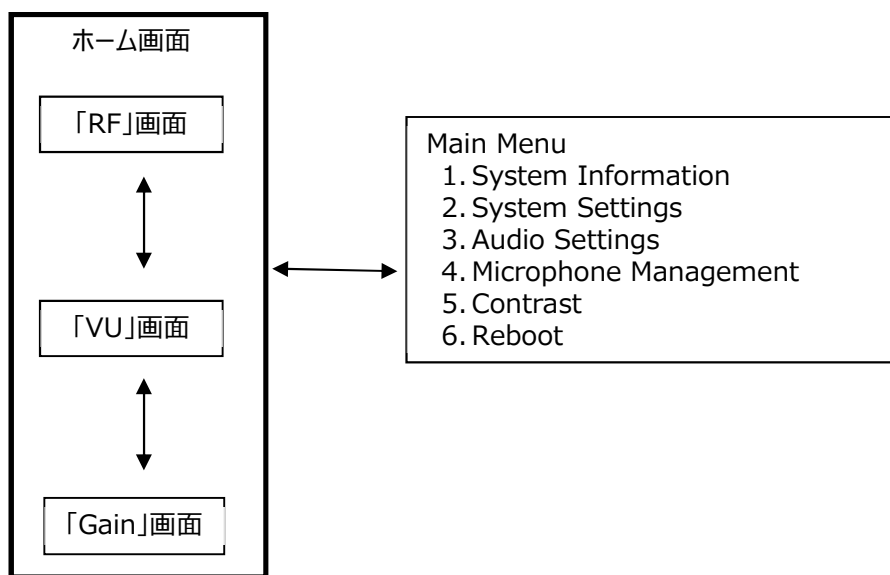 ホーム画面
「RF」画面
「VU」画面
「Gain」画面
Main Menu
1. System Information
2. System Settings
3. Audio Settings
4. Microphone Management
5. Contrast
6. Reboot